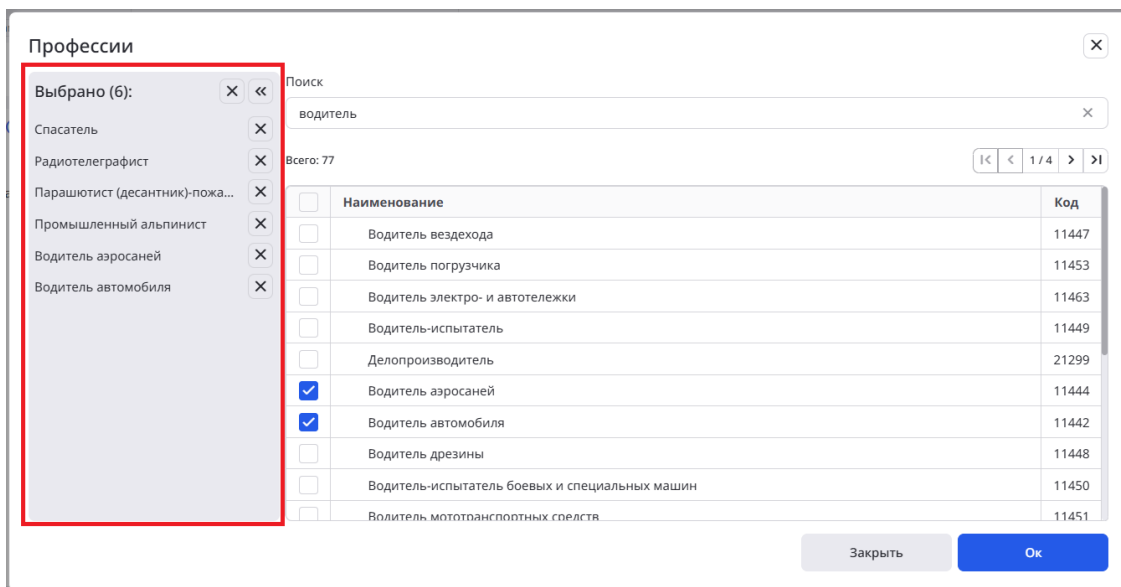 Профессии
Выбрано (6):
Спасатель
Радиотелеграфист
Парашютист (десантник)-пожа...
Промышленный альпинист
Водитель аэросаней
Водитель автомобиля
Поиск
водитель
Всего: 77
1 / 4
Наименование Код
Водитель вездехода 11447
Водитель погрузчика 11453
Водитель электро- и автотележки 11463
Водитель-испытатель 11449
Делопроизводитель 21299
Водитель аэросаней 11444
Водитель автомобиля 11442
Водитель дрезины 11448
Водитель-испытатель боевых и специальных машин 11450
Водитель мототранспортных средств 11451
Закрыть Ок